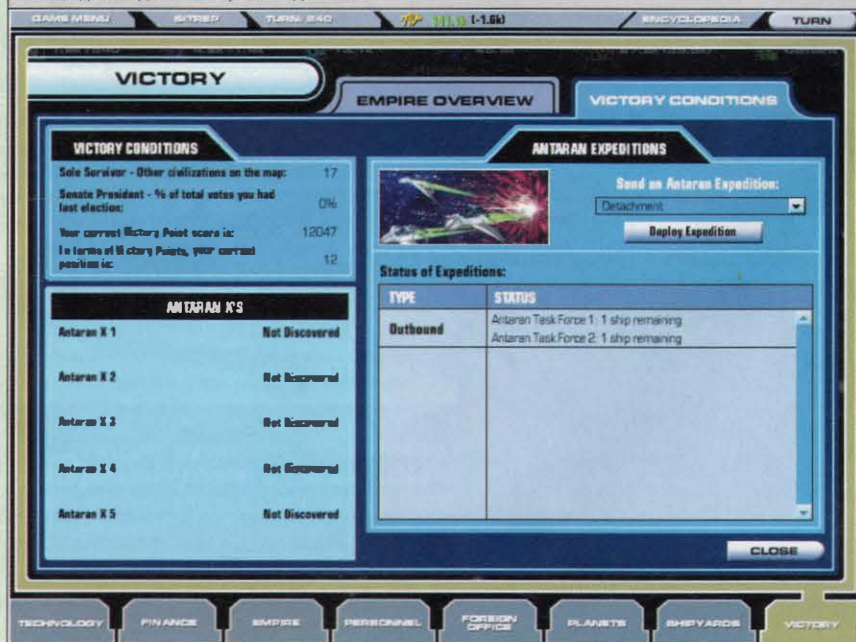 GAME MENU
SITREP
TURN: 240
(-1.6k)
ENCYCLOPEDIA
TURN
VICTORY
EMPIRE OVERVIEW
VICTORY CONDITIONS
VICTORY CONDITIONS
Sole Survivor - Other civilizations on the map: 17
Senate President - % of total votes you had
last election: 0%
Your current Victory Point score is: 12047
In terms of Victory Points, your current
position is: 12
ANTARAN X'S
Antaran X 1 Not Discovered
Antaran X 2 Not Discovered
Antaran X 3 Not Discovered
Antaran X 4 Not Discovered
Antaran X 5 Not Discovered
ANTARAN EXPEDITIONS
Send an Antaran Expedition:
Detachment
Deploy Expedition
Status of Expeditions:
TYPE STATUS
Outbound
Antaran Task Force 1: 1 ship remaining
Antaran Task Force 2: 1 ship remaining
CLOSE
TECHNOLOGY
FINANCE
EMPIRE
PERSONNEL
FOREIGN
OFFICE
PLANETS
SHIPYARDS
VICTORY